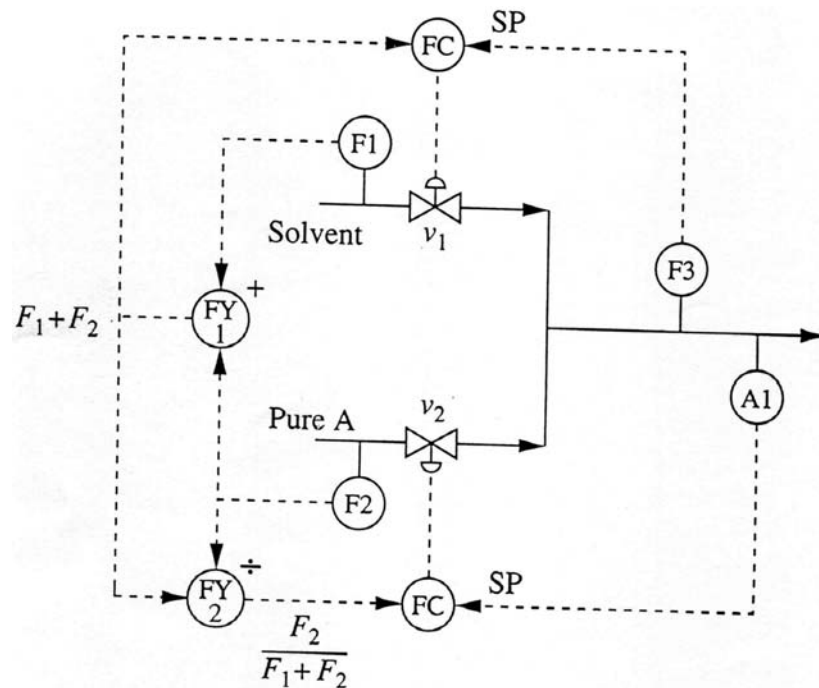 FC
SP
F1
Solvent
v₁
F3
FY
1
+
F₁+F₂
v₂
Pure A
A1
F2
FY
2
÷
FC
SP
F₂
F₁+F₂